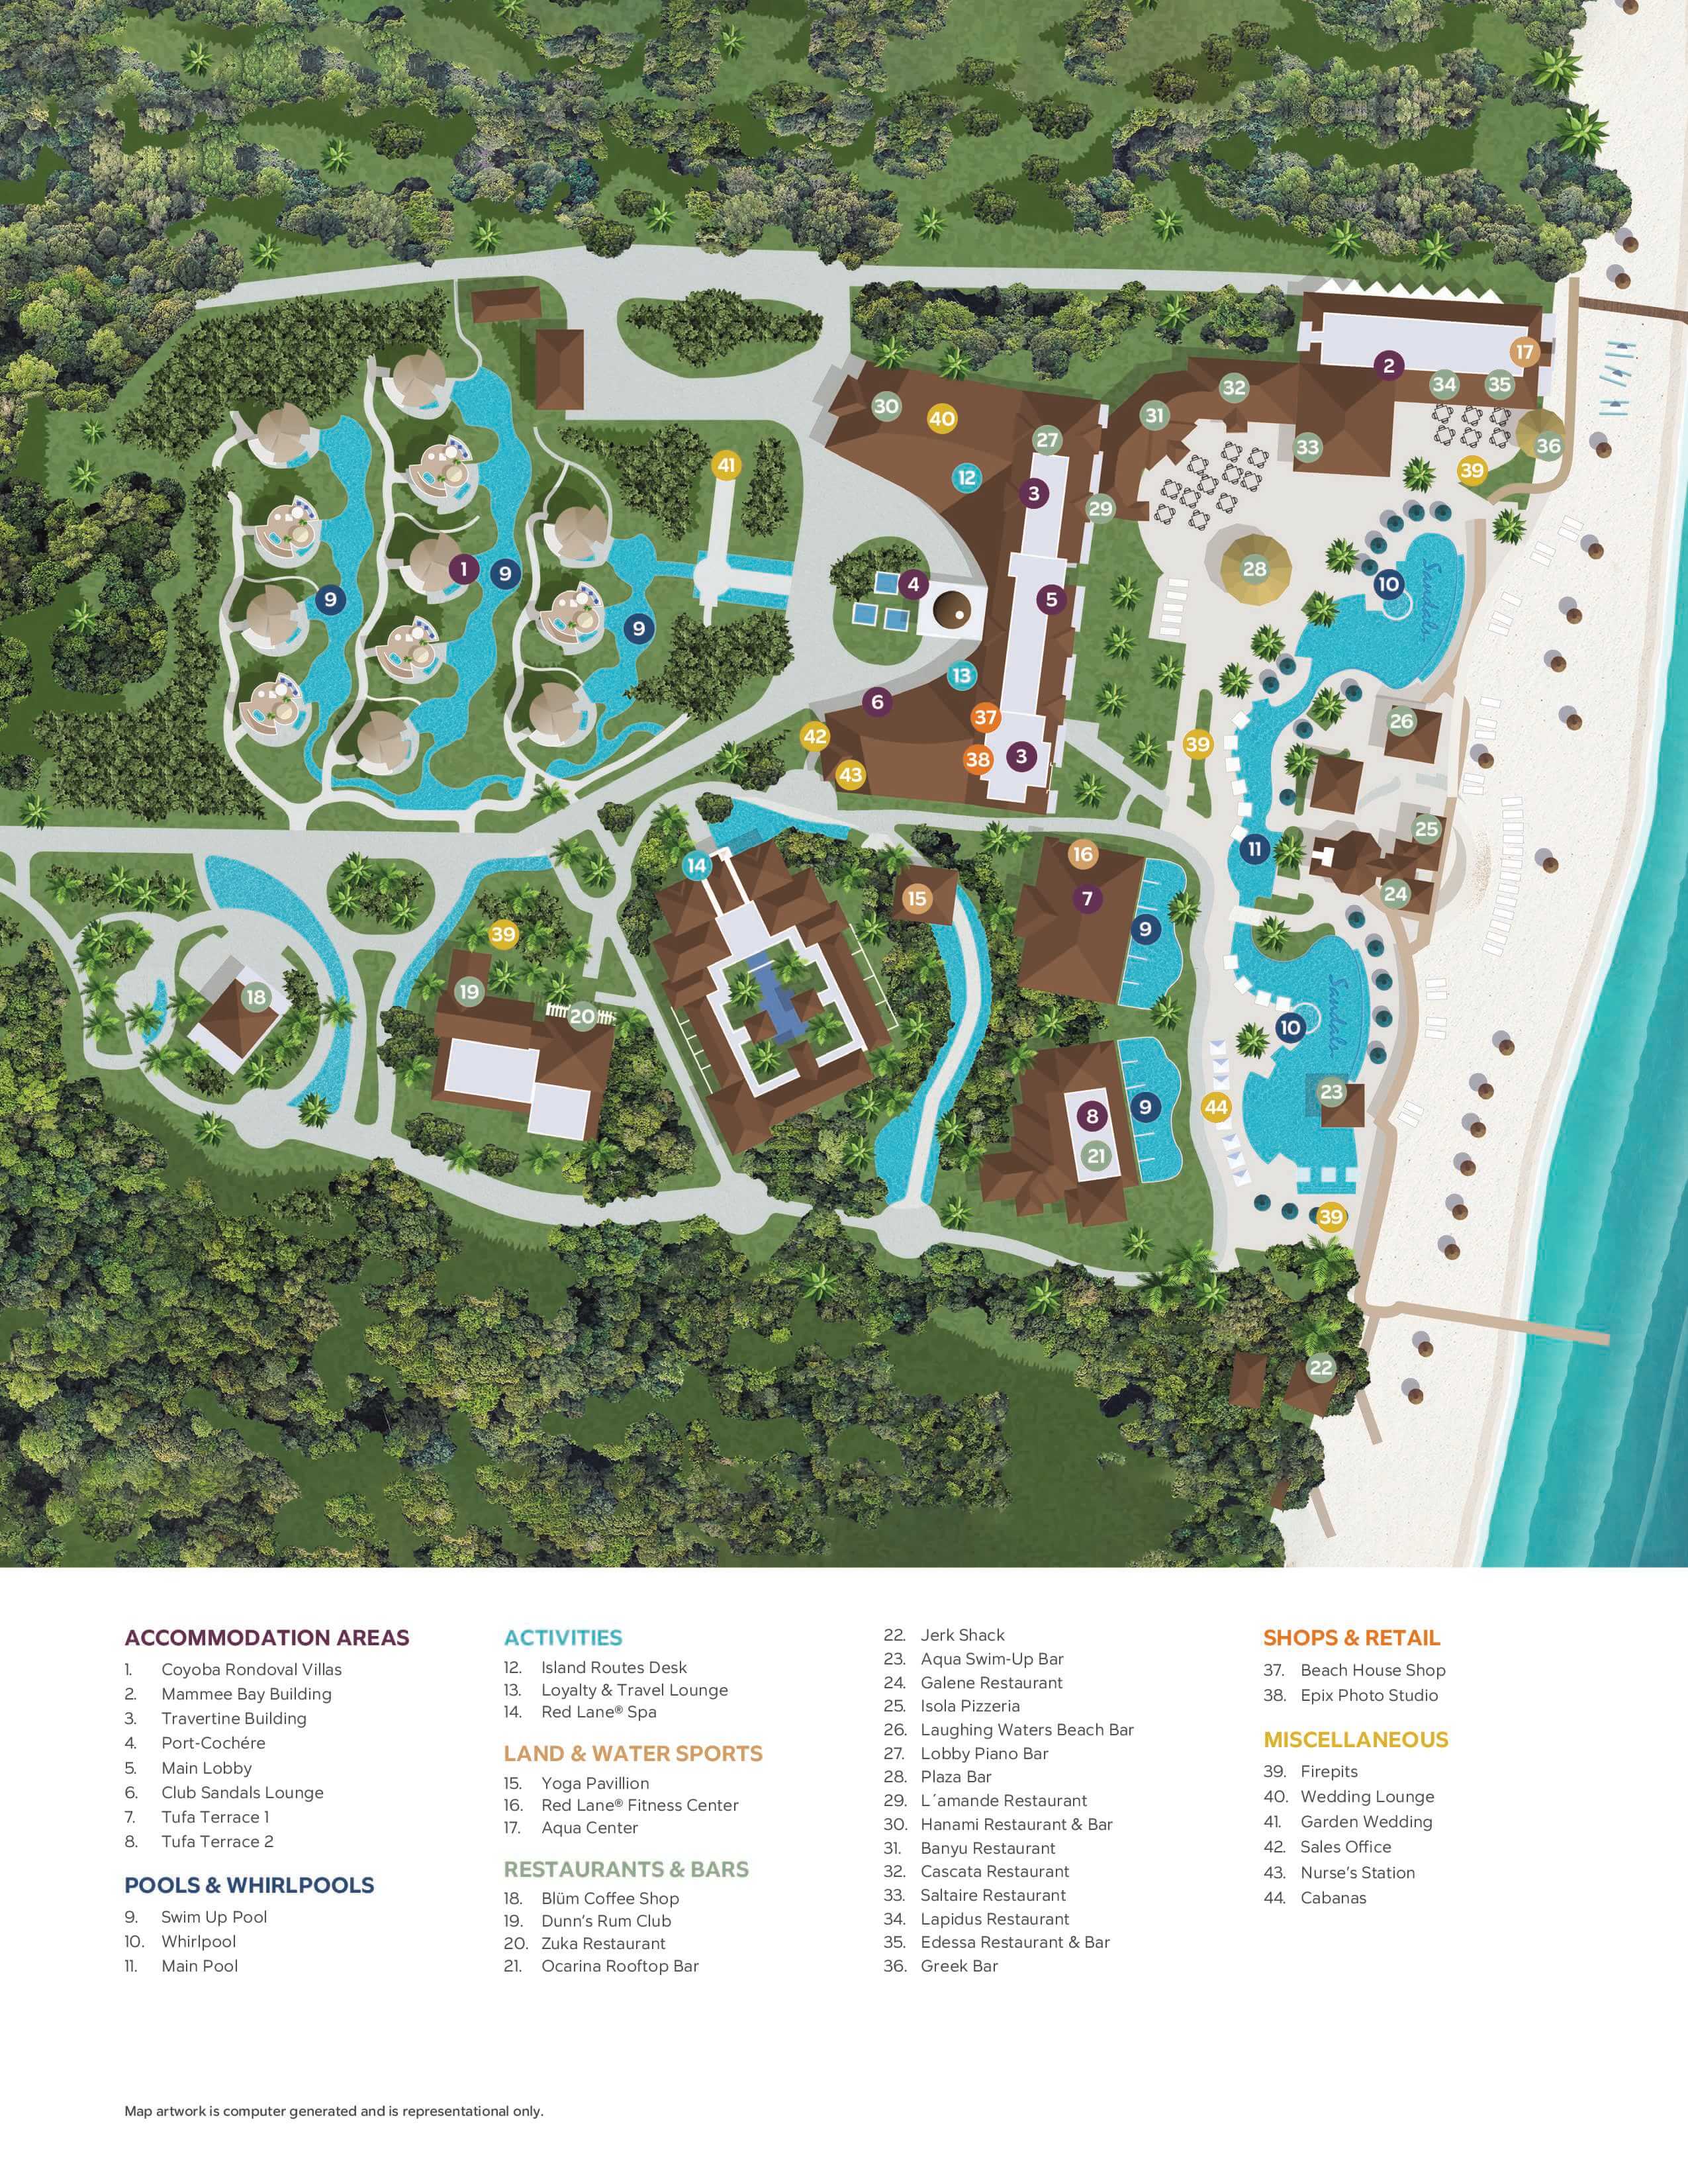 17
2
32
34
35
30
31
40
27
33
36
41
39
12
3
29
1
9
28
10
Sandals
4
9
5
9
13
6
37
26
42
39
38
3
43
25
11
16
14
24
15
7
9
39
19
18
20
10
Sandals
23
8
9
44
21
39
22
ACCOMMODATION AREAS
1. Coyoba Rondoval Villas
2. Mammee Bay Building
3. Travertine Building
4. Port-Cochére
5. Main Lobby
6. Club Sandals Lounge
7. Tufa Terrace 1
8. Tufa Terrace 2
POOLS & WHIRLPOOLS
9. Swim Up Pool
10. Whirlpool
11. Main Pool
ACTIVITIES
12. Island Routes Desk
13. Loyalty & Travel Lounge
14. Red Lane® Spa
LAND & WATER SPORTS
15. Yoga Pavillion
16. Red Lane® Fitness Center
17. Aqua Center
RESTAURANTS & BARS
18. Blüm Coffee Shop
19. Dunn's Rum Club
20. Zuka Restaurant
21. Ocarina Rooftop Bar
22. Jerk Shack
23. Aqua Swim-Up Bar
24. Galene Restaurant
25. Isola Pizzeria
26. Laughing Waters Beach Bar
27. Lobby Piano Bar
28. Plaza Bar
29. L´amande Restaurant
30. Hanami Restaurant & Bar
31. Banyu Restaurant
32. Cascata Restaurant
33. Saltaire Restaurant
34. Lapidus Restaurant
35. Edessa Restaurant & Bar
36. Greek Bar
SHOPS & RETAIL
37. Beach House Shop
38. Epix Photo Studio
MISCELLANEOUS
39. Firepits
40. Wedding Lounge
41. Garden Wedding
42. Sales Office
43. Nurse's Station
44. Cabanas
Map artwork is computer generated and is representational only.